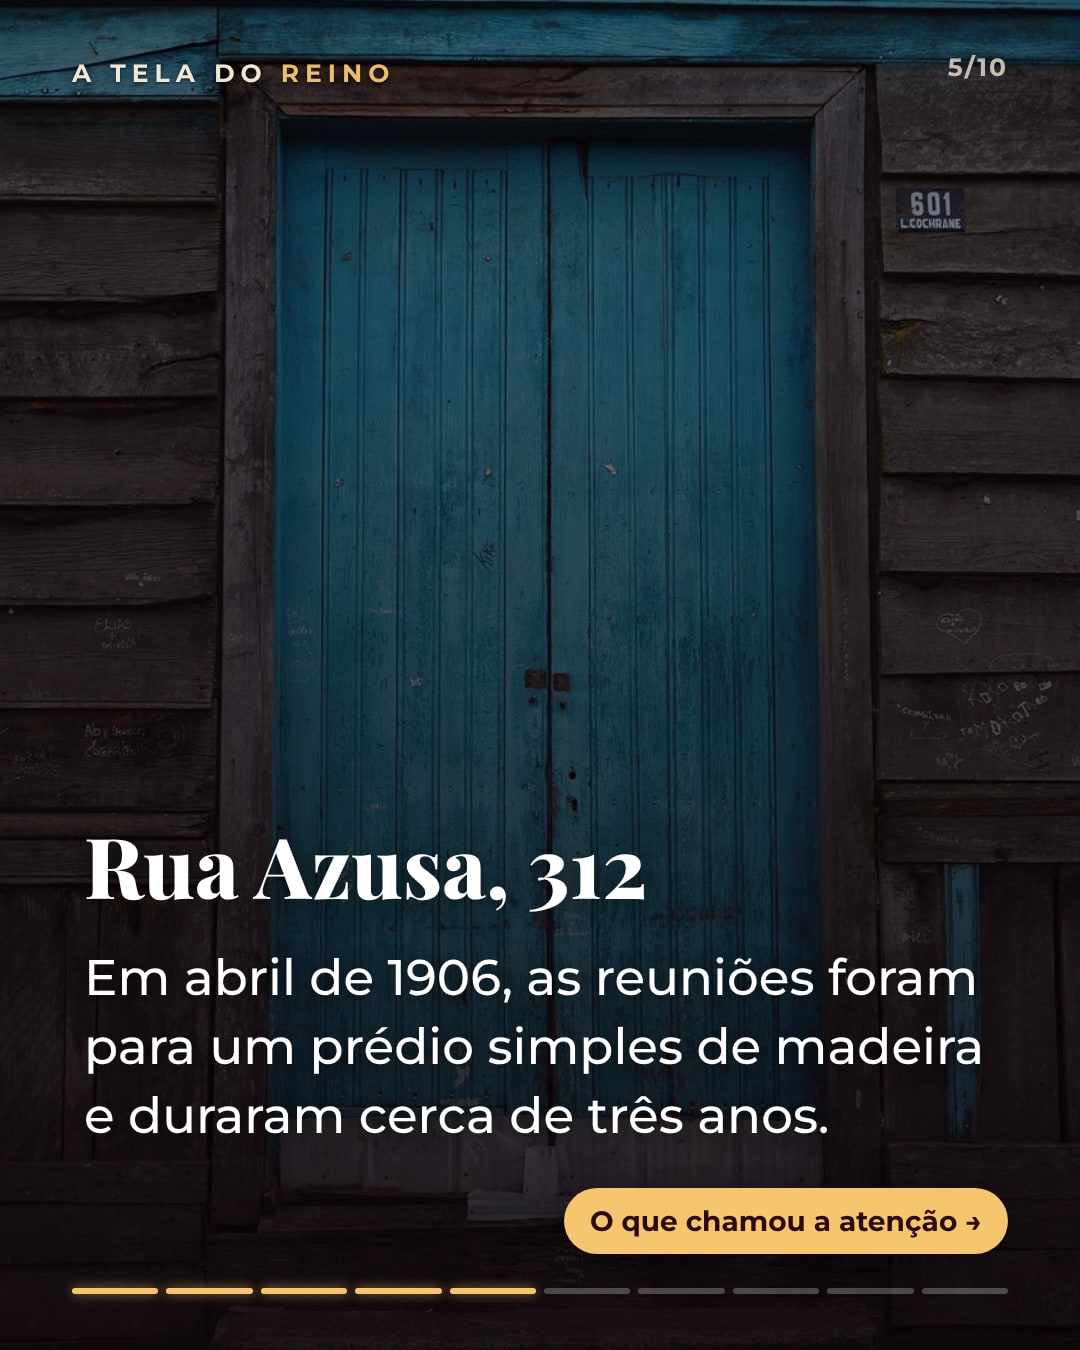 A TELA DO REINO
5/10
601
L.COCHRANE
ELIAS
Rua Azusa, 312
Em abril de 1906, as reuniões foram
para um prédio simples de madeira
e duraram cerca de três anos.
O que chamou a atenção →